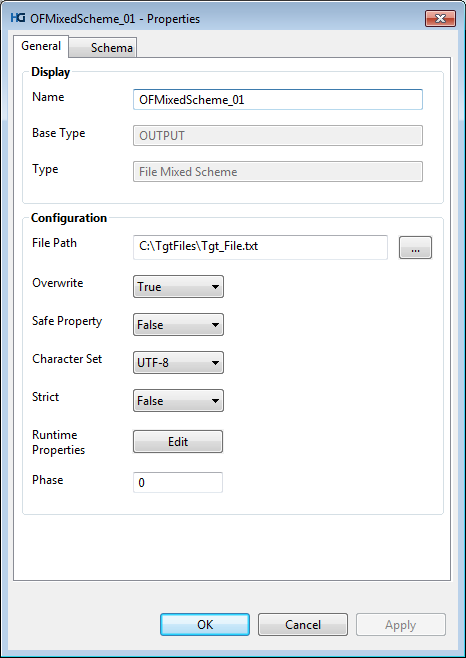 HG OFMixedScheme_01 - Properties
General
Schema
Display
Name
OFMixedScheme_01
Base Type
OUTPUT
Type
File Mixed Scheme
Configuration
File Path
C:\TgtFiles\Tgt_File.txt
...
Overwrite
True
Safe Property
False
Character Set
UTF-8
Strict
False
Runtime
Properties
Edit
Phase
0
OK
Cancel
Apply